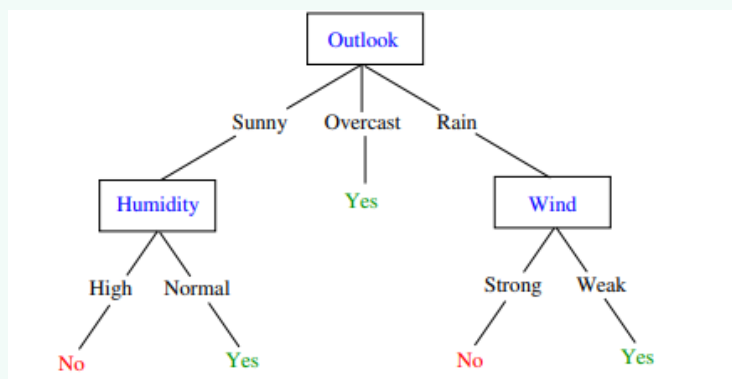 Outlook
Sunny Overcast Rain
Humidity Yes Wind
High Normal Strong Weak
No Yes No Yes